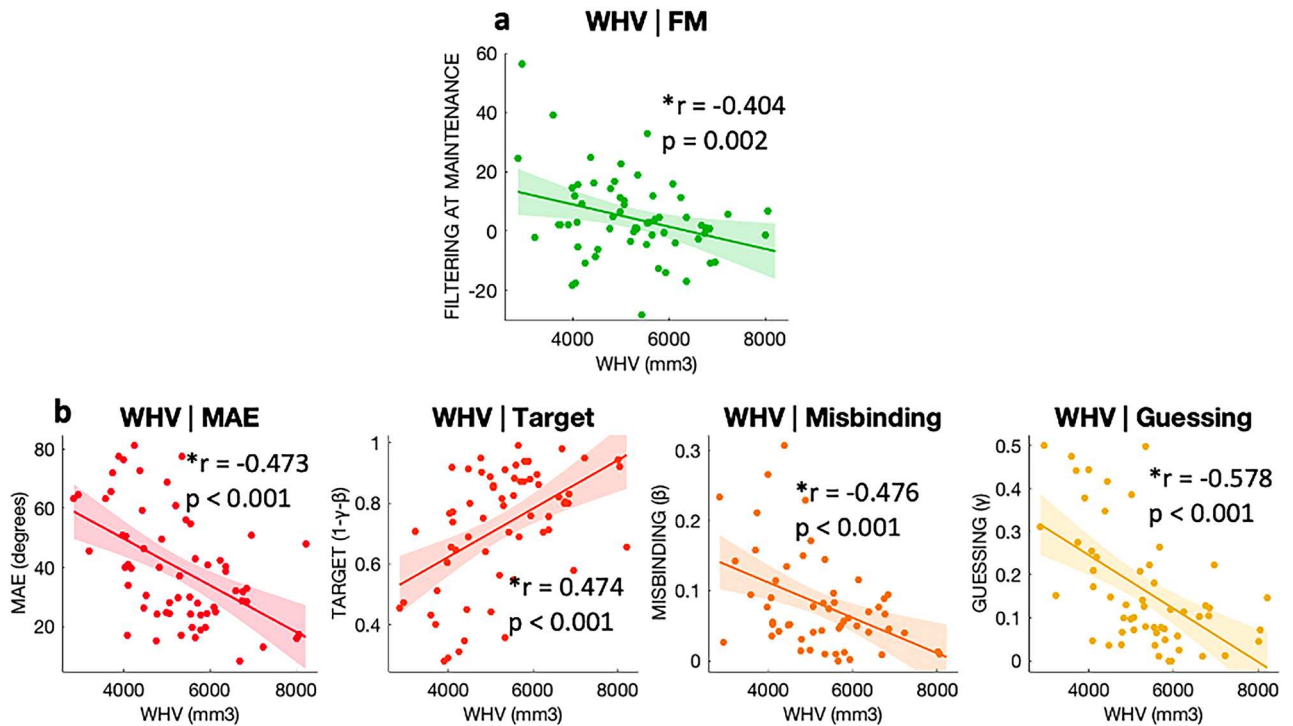 a WHV | FM
FILTERING AT MAINTENANCE
60
40
20
0
-20
*r = -0.404
p = 0.002
4000 6000 8000
WHV (mm3)
b WHV | MAE
MAE (degrees)
80
60
40
20
*r = -0.473
p < 0.001
4000 6000 8000
WHV (mm3)
WHV | Target
TARGET (1-γ-β)
1
0.8
0.6
0.4
*r = 0.474
p < 0.001
4000 6000 8000
WHV (mm3)
WHV | Misbinding
MISBINDING (β)
0.3
0.2
0.1
0
*r = -0.476
p < 0.001
4000 6000 8000
WHV (mm3)
WHV | Guessing
GUESSING (γ)
0.5
0.4
0.3
0.2
0.1
0
*r = -0.578
p < 0.001
4000 6000 8000
WHV (mm3)